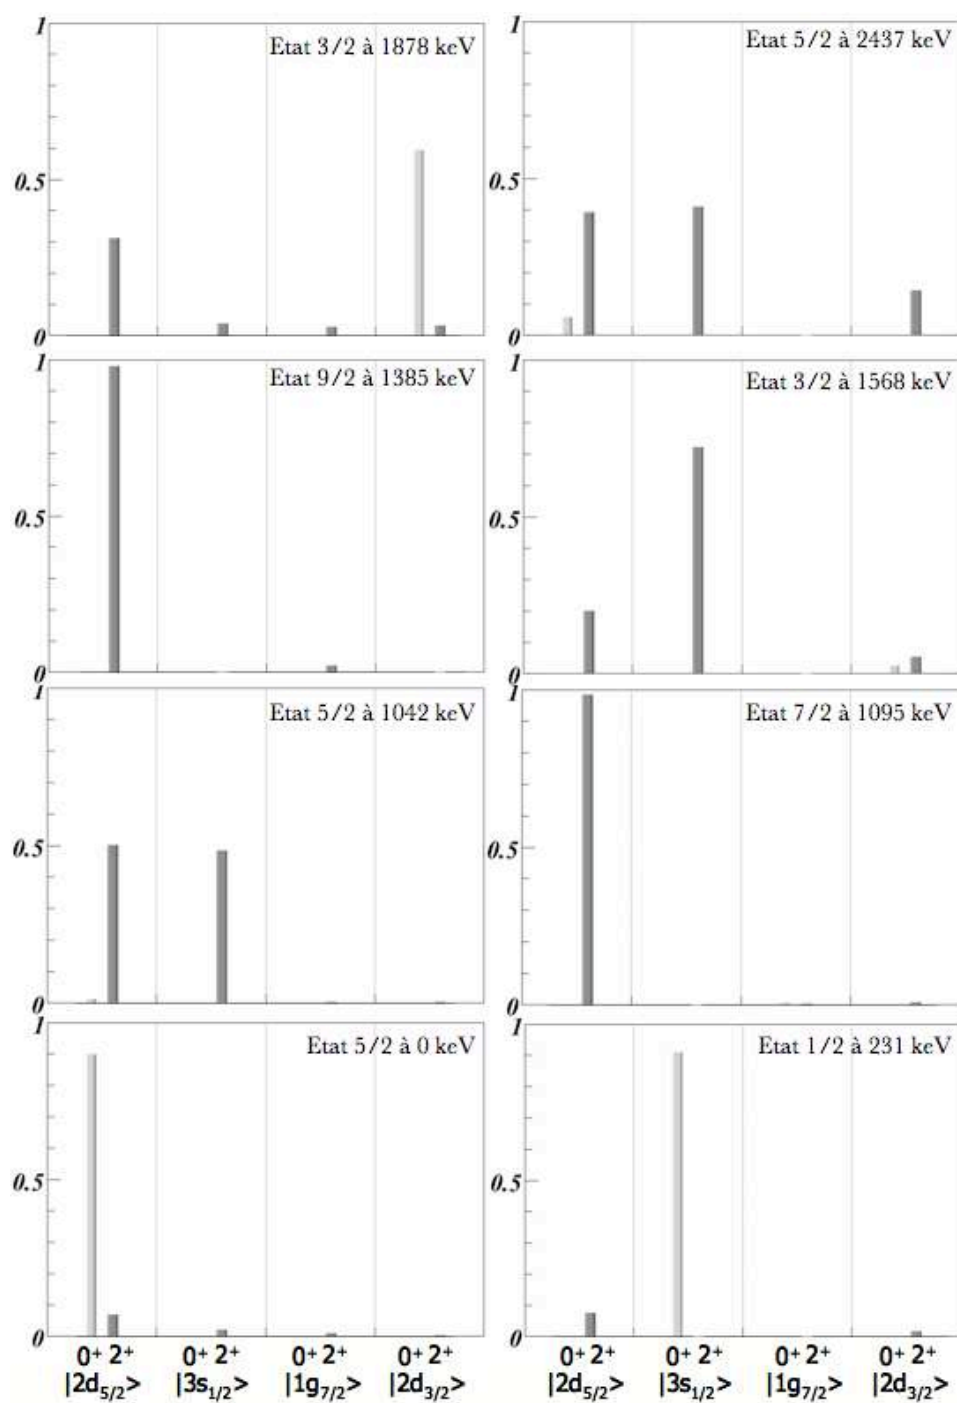 1
Etat 3/2 à 1878 keV
0.5
0
1
Etat 5/2 à 2437 keV
0.5
0
1
Etat 9/2 à 1385 keV
0.5
0
1
Etat 3/2 à 1568 keV
0.5
0
1
Etat 5/2 à 1042 keV
0.5
0
1
Etat 7/2 à 1095 keV
0.5
0
1
Etat 5/2 à 0 keV
0.5
0
1
Etat 1/2 à 231 keV
0.5
0
0+ 2+ 0+ 2+ 0+ 2+ 0+ 2+
|2d5/2> |3s1/2> |1g7/2> |2d3/2>
0+ 2+ 0+ 2+ 0+ 2+ 0+ 2+
|2d5/2> |3s1/2> |1g7/2> |2d3/2>